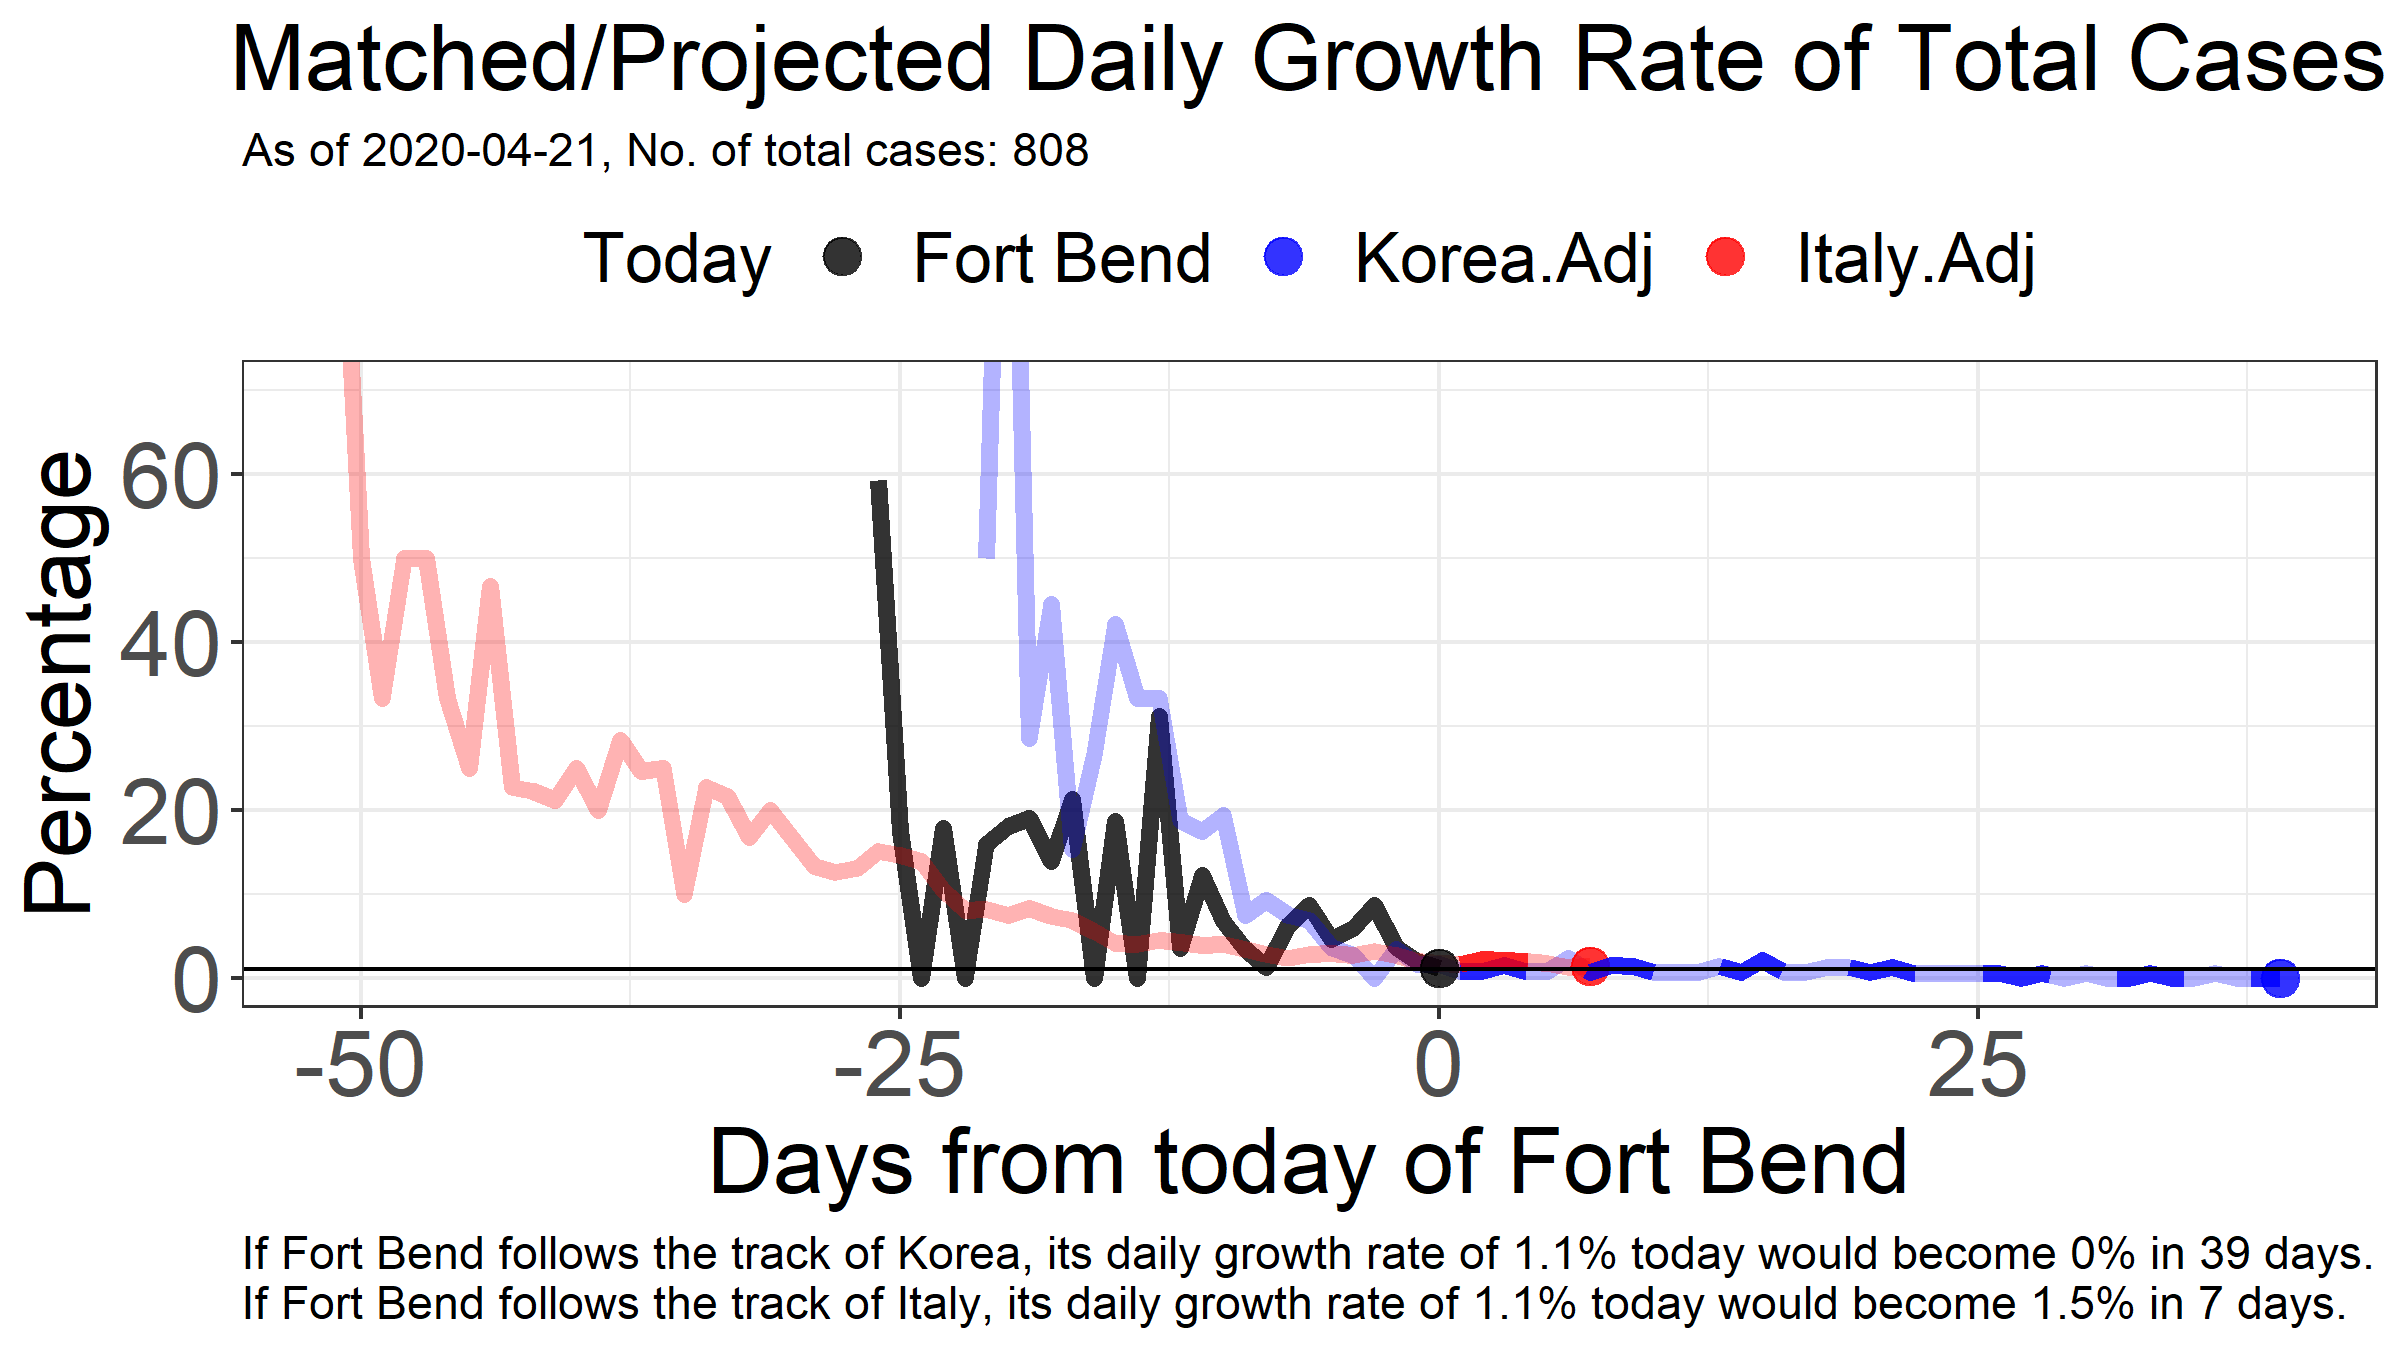 Matched/Projected Daily Growth Rate of Total Cases
As of 2020-04-21, No. of total cases: 808
Today Fort Bend Korea.Adj Italy.Adj
Percentage
60
40
20
0
-50 -25 0 25
Days from today of Fort Bend
If Fort Bend follows the track of Korea, its daily growth rate of 1.1% today would become 0% in 39 days.
If Fort Bend follows the track of Italy, its daily growth rate of 1.1% today would become 1.5% in 7 days.